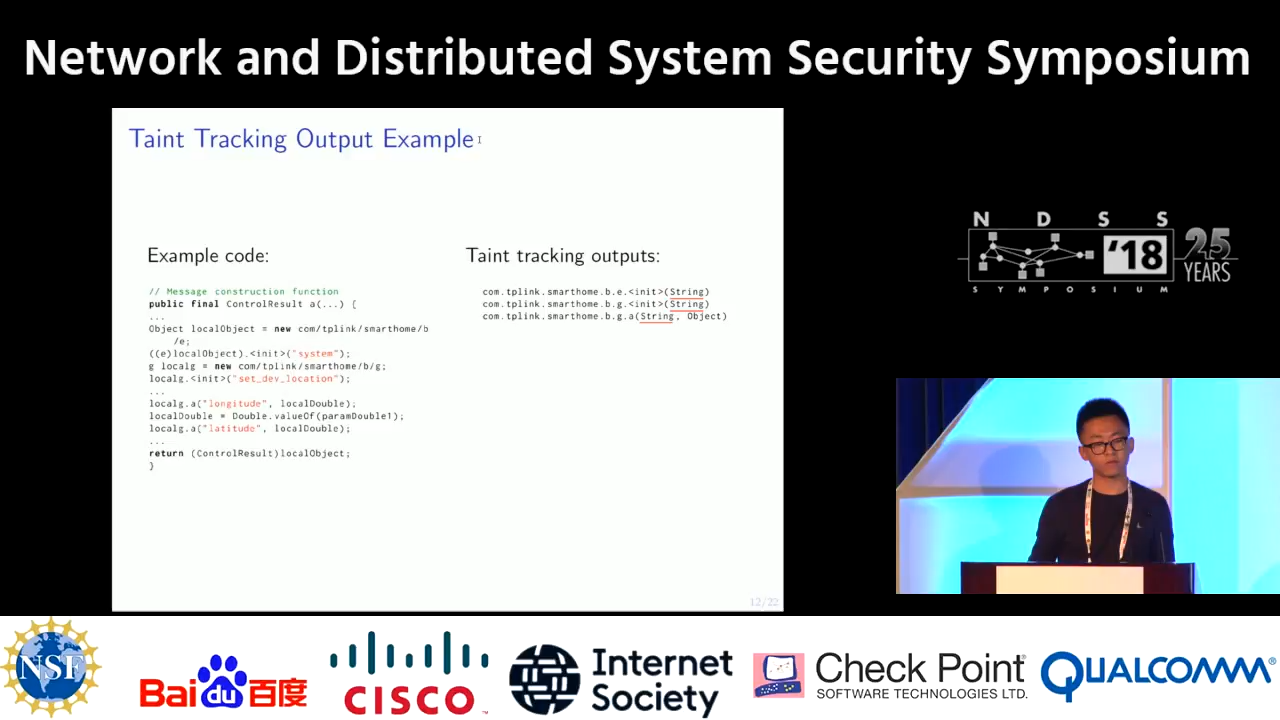 Network and Distributed System Security Symposium
Taint Tracking Output Example
Example code:
// Message construction function
public final ControlResult a(...) {
...
Object localObject = new com/tplink/smarthome/b
/e;
((e)localObject).<init>("system");
g localg = new com/tplink/smarthome/b/g;
localg.<init>("set_dev_location");
...
localg.a("longitude", localDouble);
localDouble = Double.valueOf(paramDouble1);
localg.a("latitude", localDouble);
...
return (ControlResult)localObject;
}
Taint tracking outputs:
com.tplink.smarthome.b.e.<init>(String)
com.tplink.smarthome.b.g.<init>(String)
com.tplink.smarthome.b.g.a(String, Object)
12/22
N D S S
'18
25
YEARS
S Y M P O S I U M
NSF
Bai du 百度
CISCO
Internet
Society
Check Point
SOFTWARE TECHNOLOGIES LTD.
QUALCOMM